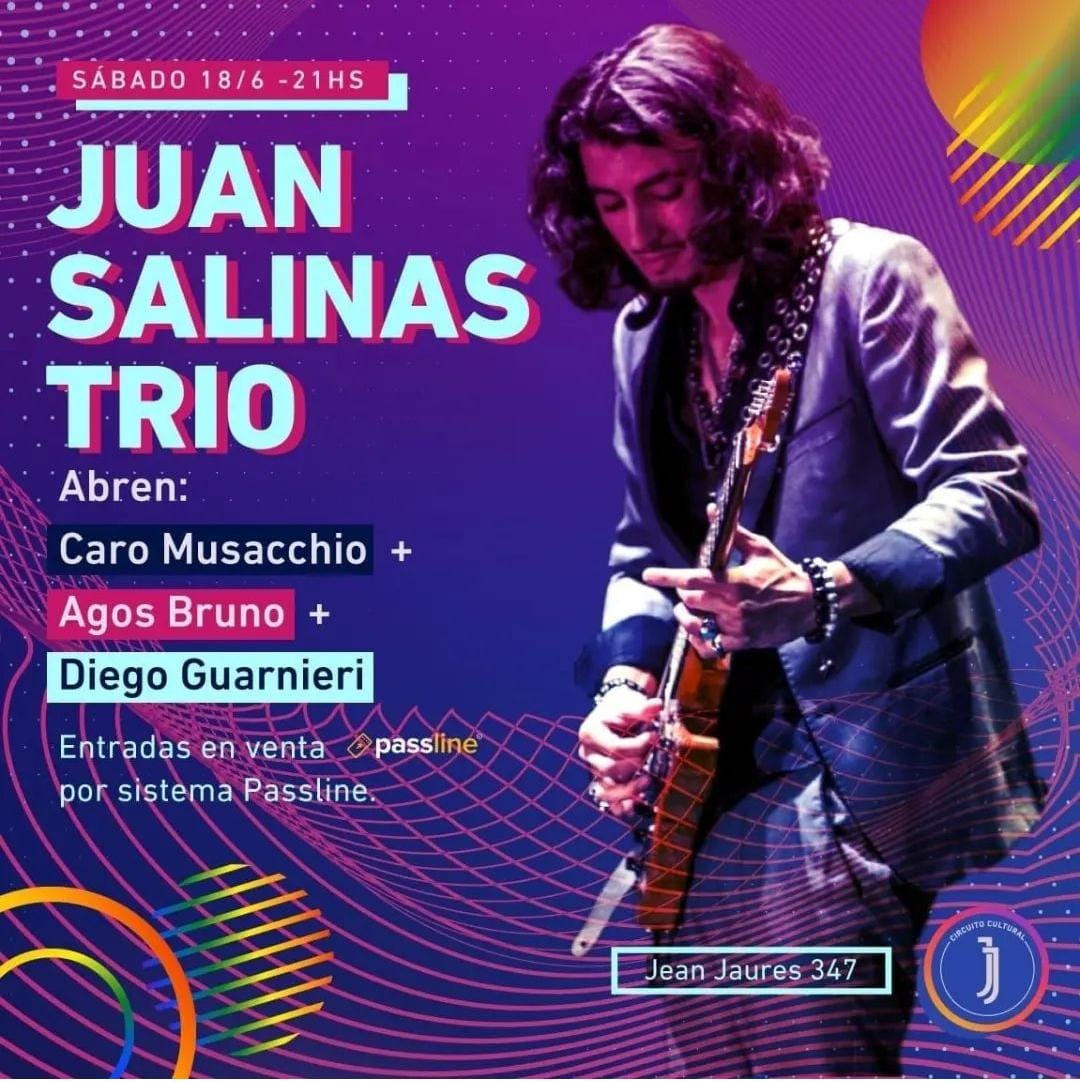 SÁBADO 18/6 -21HS
JUAN
SALINAS
TRIO
Abren:
Caro Musacchio +
Agos Bruno +
Diego Guarnieri
Entradas en venta passline
por sistema Passline.
Jean Jaures 347
CIRCUITO CULTURAL
JJ